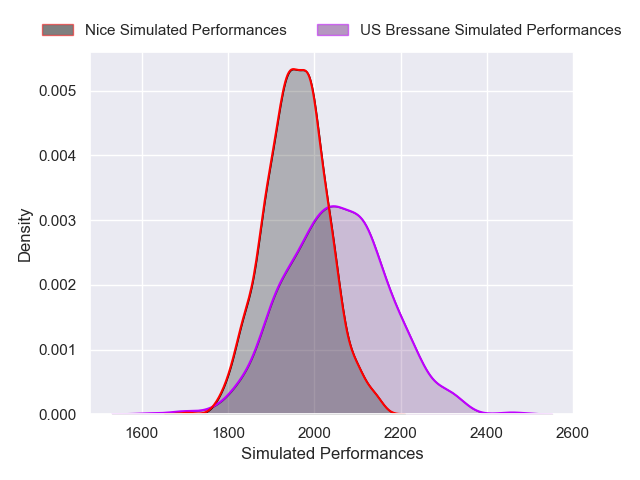 Nice Simulated Performances US Bressane Simulated Performances
0.005
0.004
0.003
0.002
0.001
0.000
Density
1600 1800 2000 2200 2400 2600
Simulated Performances